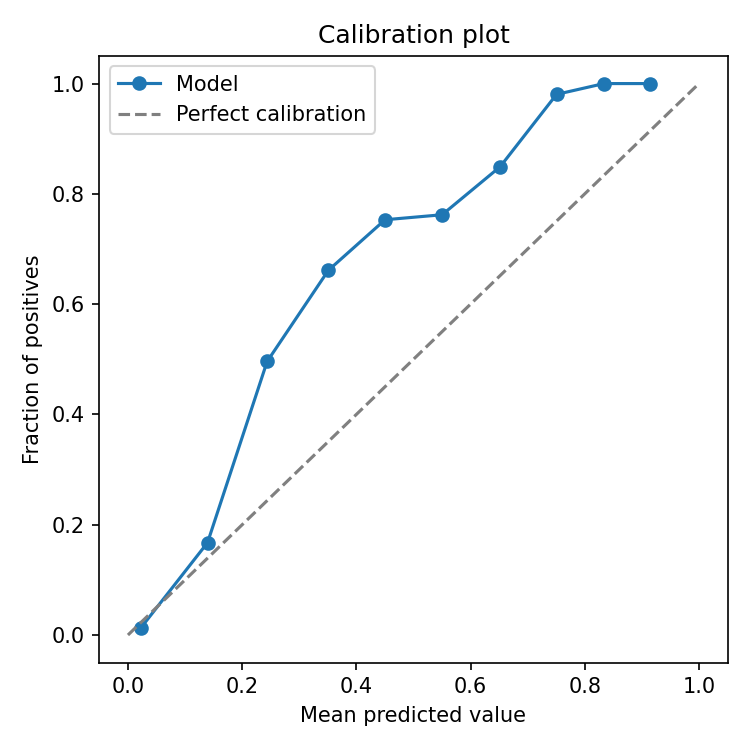 Calibration plot
Model
Perfect calibration
1.0
0.8
0.6
0.4
0.2
0.0
Fraction of positives
0.0 0.2 0.4 0.6 0.8 1.0
Mean predicted value